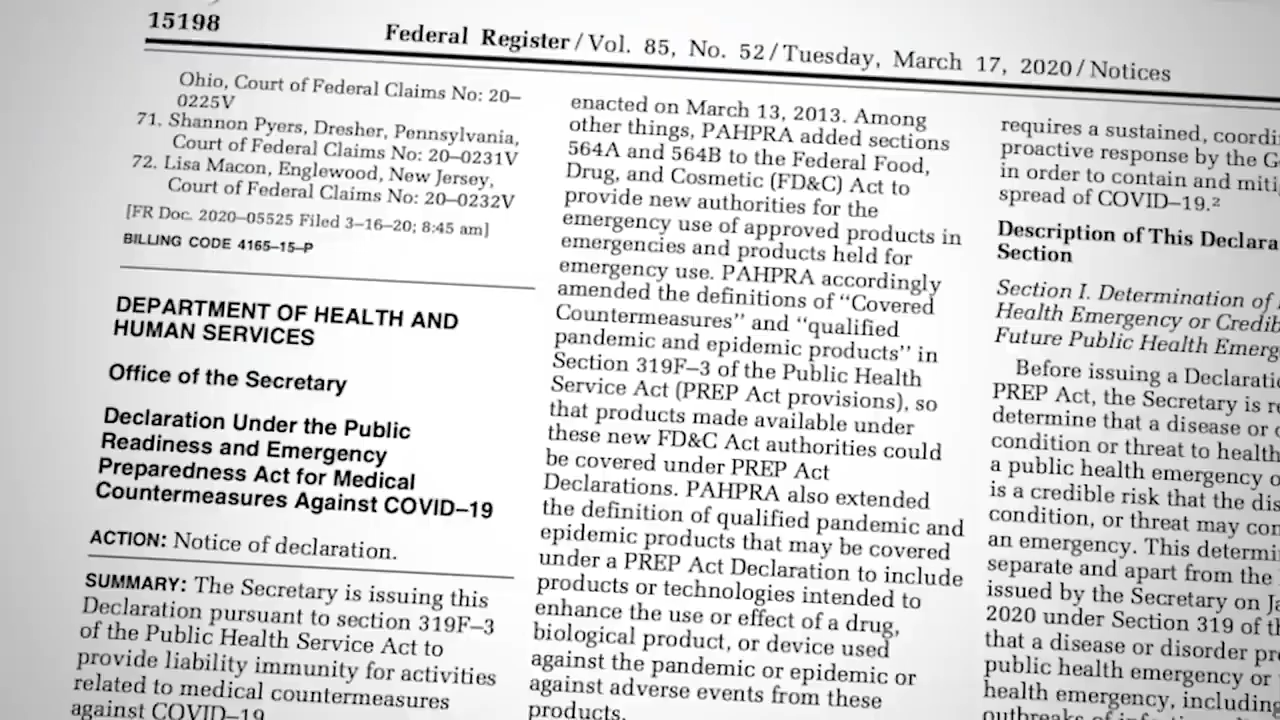 15198
Federal Register / Vol. 85, No. 52 / Tuesday, March 17, 2020 / Notices
Ohio, Court of Federal Claims No: 20–
0225V
71. Shannon Pyers, Dresher, Pennsylvania,
Court of Federal Claims No: 20–0231V
72. Lisa Macon, Englewood, New Jersey,
Court of Federal Claims No: 20–0232V
[FR Doc. 2020–05525 Filed 3–16–20; 8:45 am]
BILLING CODE 4165–15–P
DEPARTMENT OF HEALTH AND
HUMAN SERVICES
Office of the Secretary
Declaration Under the Public
Readiness and Emergency
Preparedness Act for Medical
Countermeasures Against COVID–19
ACTION: Notice of declaration.
SUMMARY: The Secretary is issuing this
Declaration pursuant to section 319F–3
of the Public Health Service Act to
provide liability immunity for activities
related to medical countermeasures
against COVID–19
enacted on March 13, 2013. Among
other things, PAHPRA added sections
564A and 564B to the Federal Food,
Drug, and Cosmetic (FD&C) Act to
provide new authorities for the
emergency use of approved products in
emergencies and products held for
emergency use. PAHPRA accordingly
amended the definitions of "Covered
Countermeasures" and "qualified
pandemic and epidemic products" in
Section 319F–3 of the Public Health
Service Act (PREP Act provisions), so
that products made available under
these new FD&C Act authorities could
be covered under PREP Act
Declarations. PAHPRA also extended
the definition of qualified pandemic and
epidemic products that may be covered
under a PREP Act Declaration to include
products or technologies intended to
enhance the use or effect of a drug,
biological product, or device used
against the pandemic or epidemic or
against adverse events from these
products.
requires a sustained, coordi
proactive response by the G
in order to contain and miti
spread of COVID–19.²
Description of This Declara
Section
Section I. Determination of
Health Emergency or Credib
Future Public Health Emerg
Before issuing a Declaratio
PREP Act, the Secretary is r
determine that a disease or
condition or threat to health
a public health emergency o
is a credible risk that the dis
condition, or threat may con
an emergency. This determi
separate and apart from the
issued by the Secretary on J
2020 under Section 319 of th
that a disease or disorder pr
public health emergency or
health emergency, including
outbreaks of